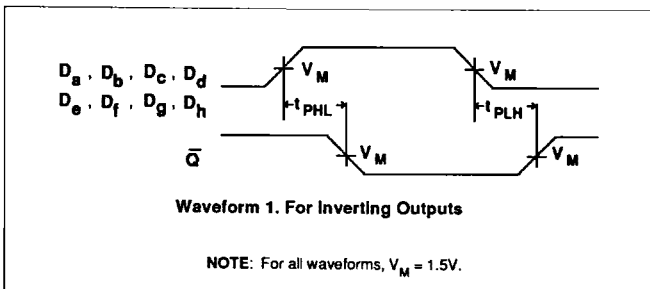 Da , Db , Dc , Dd
De , Df , Dg , Dh
VM
VM
tPHL
tPLH
Q̄
VM
VM
Waveform 1. For Inverting Outputs
NOTE: For all waveforms, VM = 1.5V.